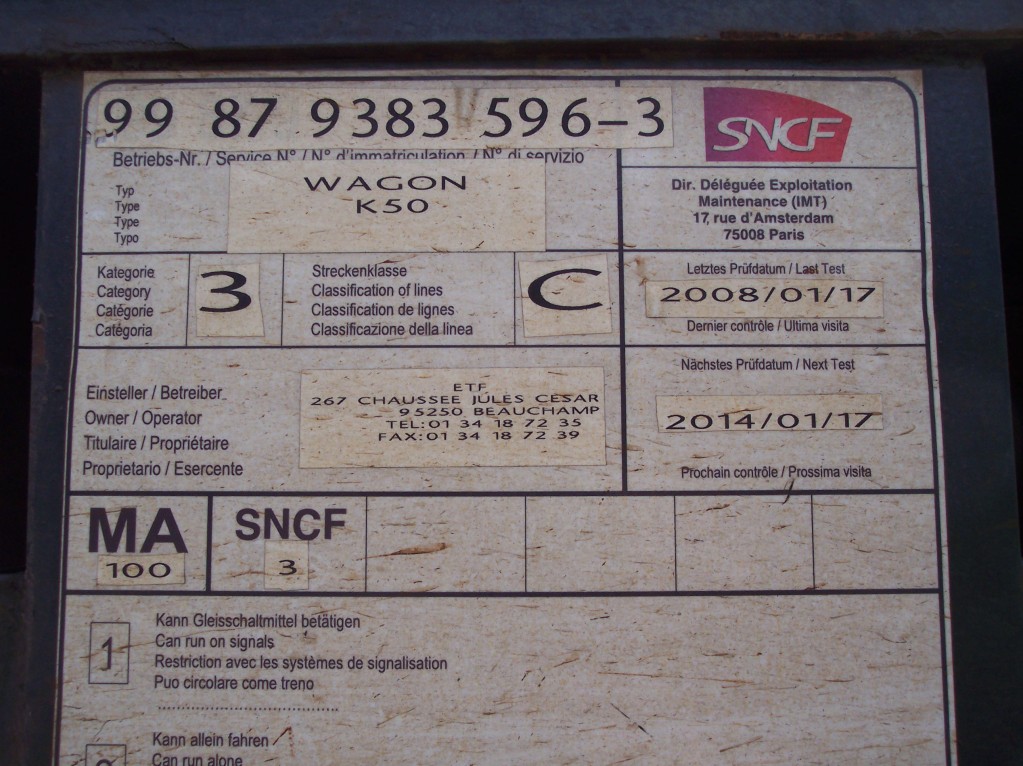 99 87 9383 596-3
SNCF
Betriebs-Nr. / Service N° / N° d'immatriculation / N° di servizio
Typ
Type
Type
Typo
WAGON
K50
Dir. Déléguée Exploitation
Maintenance (IMT)
17, rue d'Amsterdam
75008 Paris
Kategorie
Category
Catégorie
Catégoria
3
Streckenklasse
Classification of lines
Classification de lignes
Classificazione della linea
C
Letztes Prüfdatum / Last Test
2008/01/17
Dernier contrôle / Ultima visita
Einsteller / Betreiber
Owner / Operator
Titulaire / Propriétaire
Proprietario / Esercente
ETF
267 CHAUSSEE JULES CESAR
95250 BEAUCHAMP
TEL:01 34 18 72 35
FAX:01 34 18 72 39
Nächstes Prüfdatum / Next Test
2014/01/17
Prochain contrôle / Prossima visita
MA
100
SNCF
3
1
Kann Gleisschaltmittel betätigen
Can run on signals
Restriction avec les systèmes de signalisation
Puo circolare come treno
Kann allein fahren
Can run alone